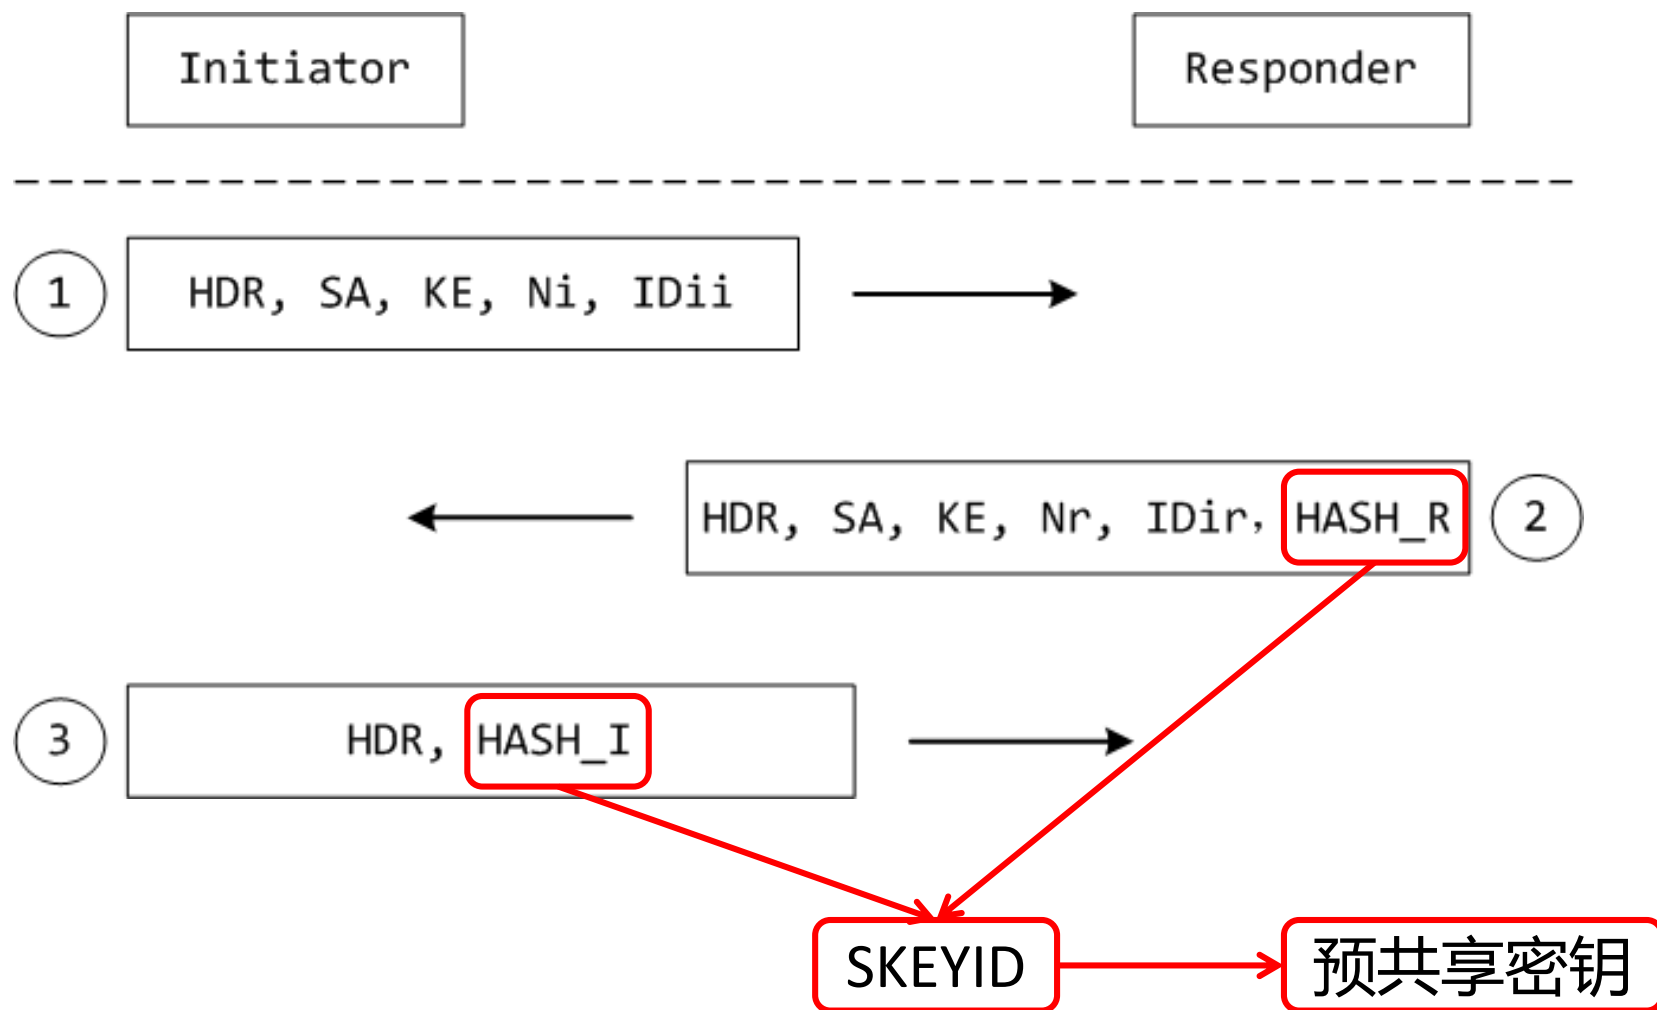 Initiator
Responder
1
HDR, SA, KE, Ni, IDii
HDR, SA, KE, Nr, IDir, HASH_R
2
3
HDR, HASH_I
SKEYID
预共享密钥